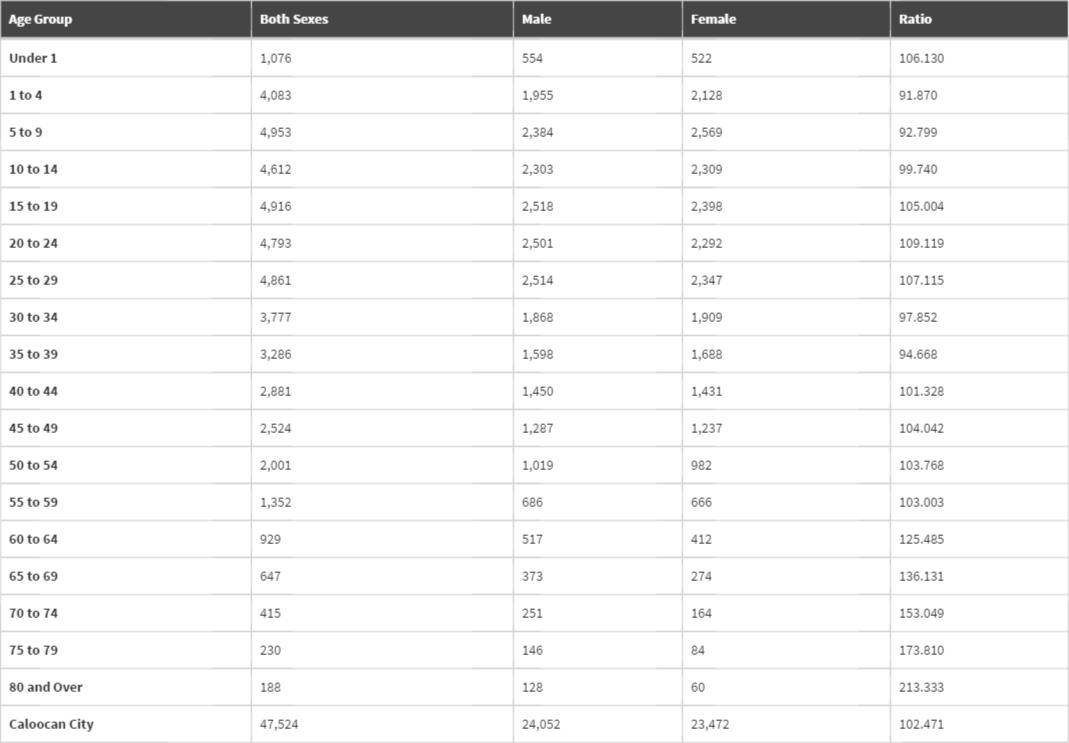 Age Group Both Sexes Male Female Ratio
Under 1 1,076 554 522 106.130
1 to 4 4,083 1,955 2,128 91.870
5 to 9 4,953 2,384 2,569 92.799
10 to 14 4,612 2,303 2,309 99.740
15 to 19 4,916 2,518 2,398 105.004
20 to 24 4,793 2,501 2,292 109.119
25 to 29 4,861 2,514 2,347 107.115
30 to 34 3,777 1,868 1,909 97.852
35 to 39 3,286 1,598 1,688 94.668
40 to 44 2,881 1,450 1,431 101.328
45 to 49 2,524 1,287 1,237 104.042
50 to 54 2,001 1,019 982 103.768
55 to 59 1,352 686 666 103.003
60 to 64 929 517 412 125.485
65 to 69 647 373 274 136.131
70 to 74 415 251 164 153.049
75 to 79 230 146 84 173.810
80 and Over 188 128 60 213.333
Caloocan City 47,524 24,052 23,472 102.471